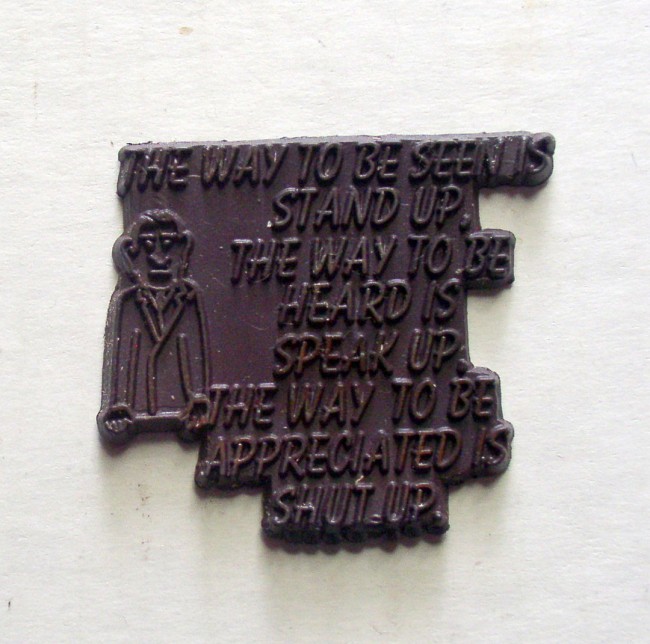 THE WAY TO BE SEEN IS
STAND UP.
THE WAY TO BE
HEARD IS
SPEAK UP.
THE WAY TO BE
APPRECIATED IS
SHUT UP.